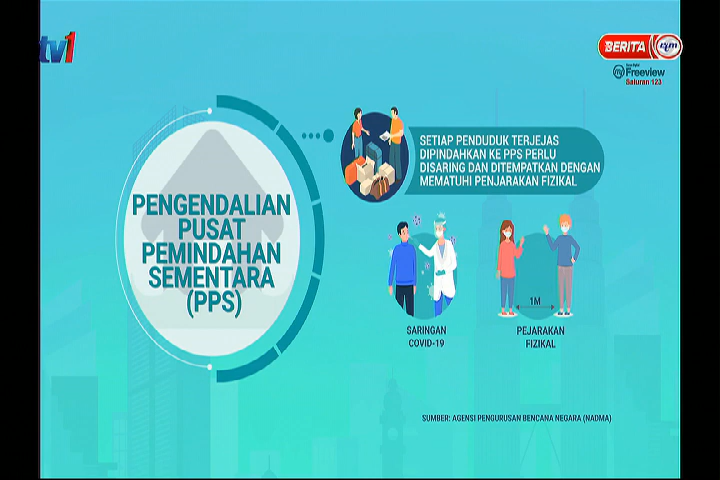 tv1
BERITA rtm
my Freeview
Saluran 123
PENGENDALIAN
PUSAT
PEMINDAHAN
SEMENTARA
(PPS)
SETIAP PENDUDUK TERJEJAS
DIPINDAHKAN KE PPS PERLU
DISARING DAN DITEMPATKAN DENGAN
MEMATUHI PENJARAKAN FIZIKAL
1M
SARINGAN
COVID-19
PEJARAKAN
FIZIKAL
SUMBER: AGENSI PENGURUSAN BENCANA NEGARA (NADMA)